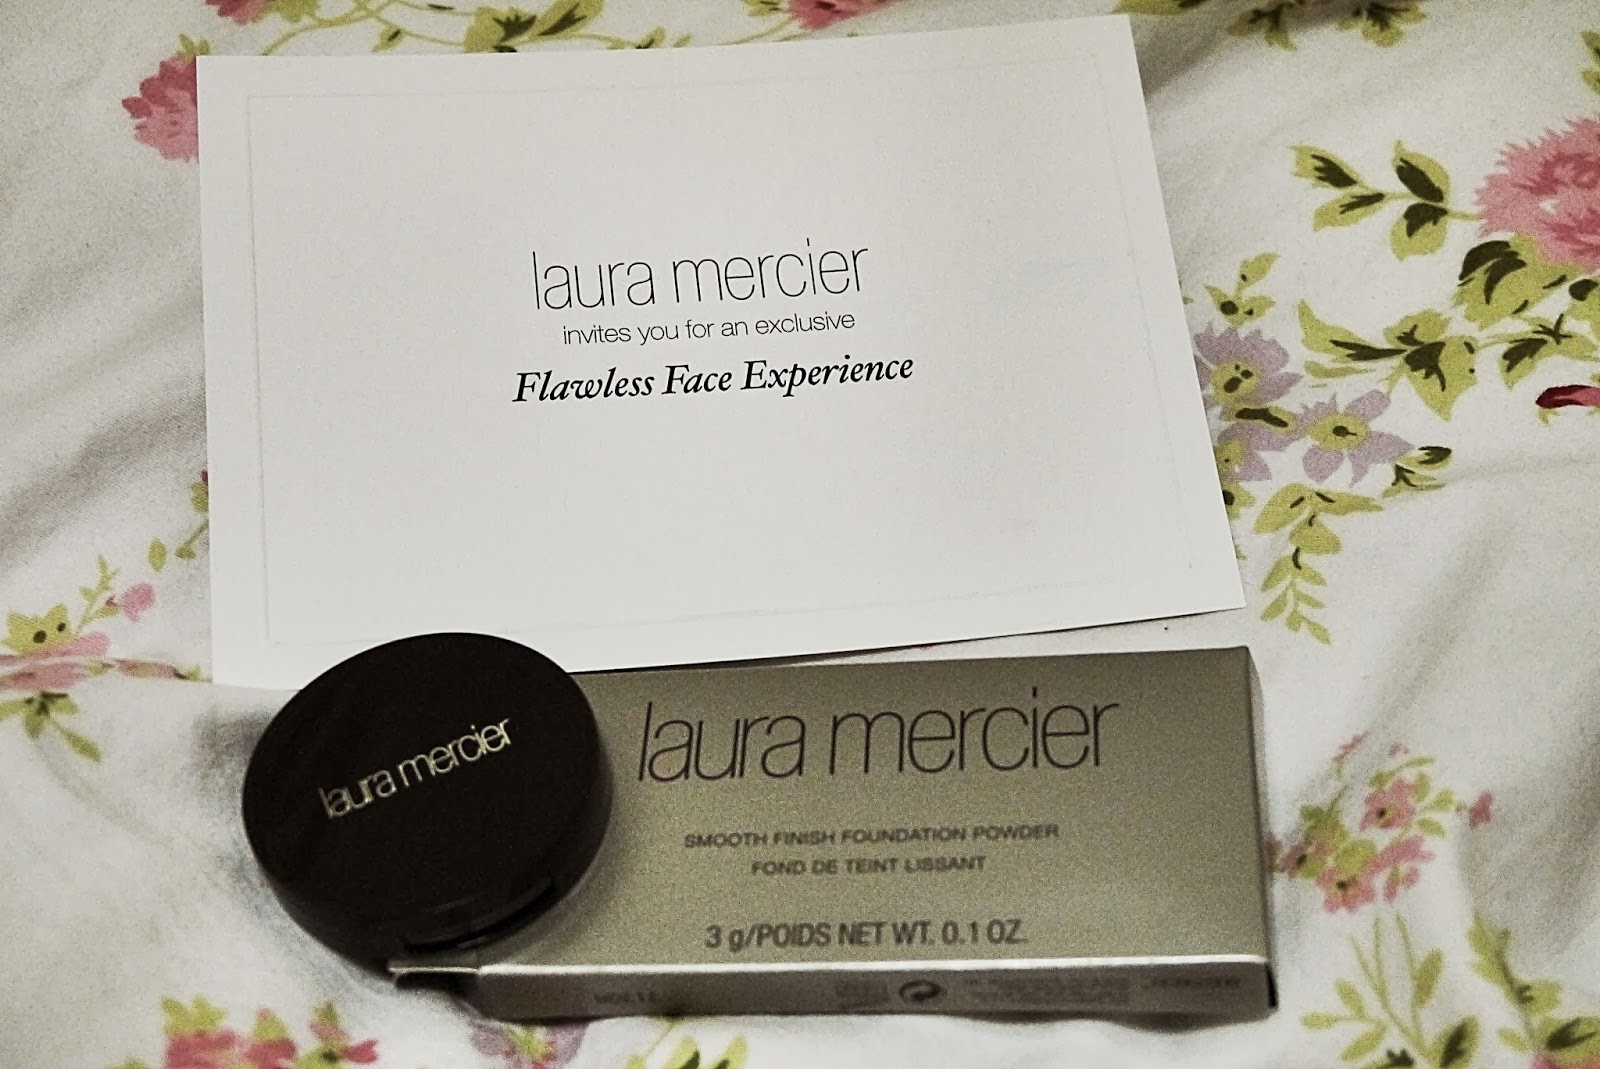 laura mercier
invites you for an exclusive
Flawless Face Experience
laura mercier
laura mercier
SMOOTH FINISH FOUNDATION POWDER
FOND DE TEINT LISSANT
3 g/POIDS NET WT. 0.1 OZ.